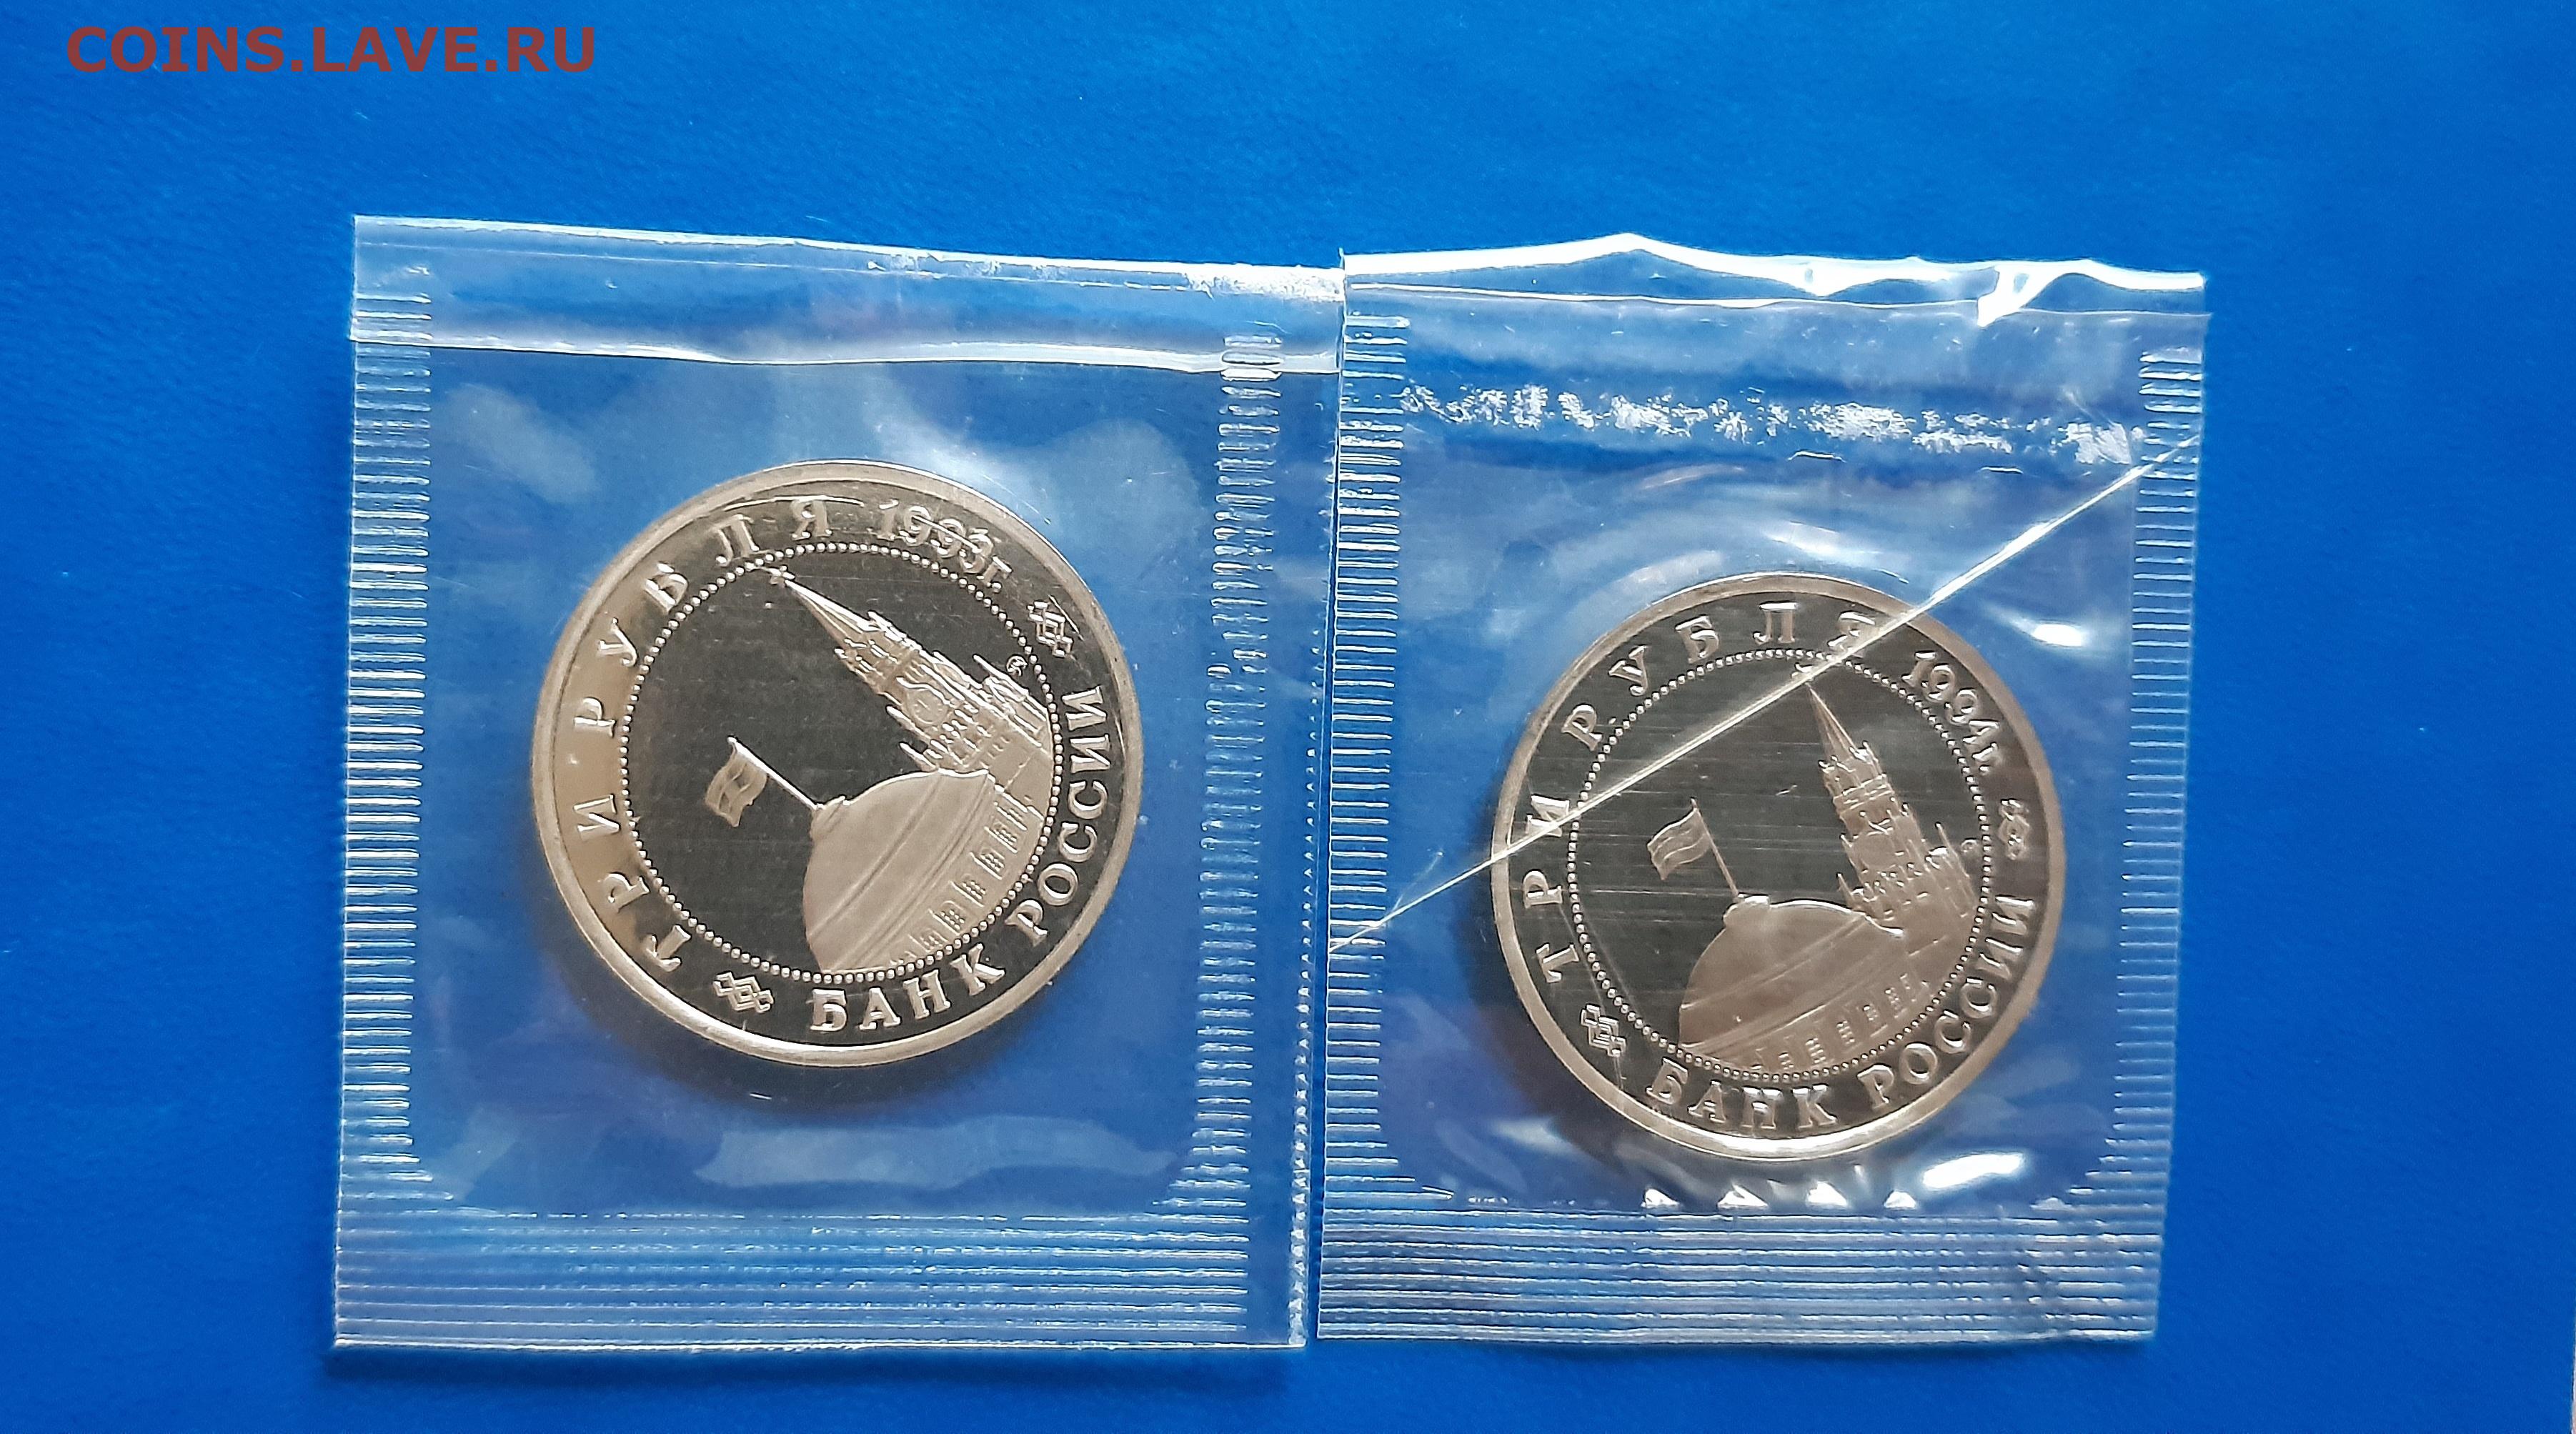 COINS.LAVE.RU
ТРИ РУБЛЯ 1993г.
БАНК РОССИИ
ТРИ РУБЛЯ 1994г.
БАНК РОССИИ